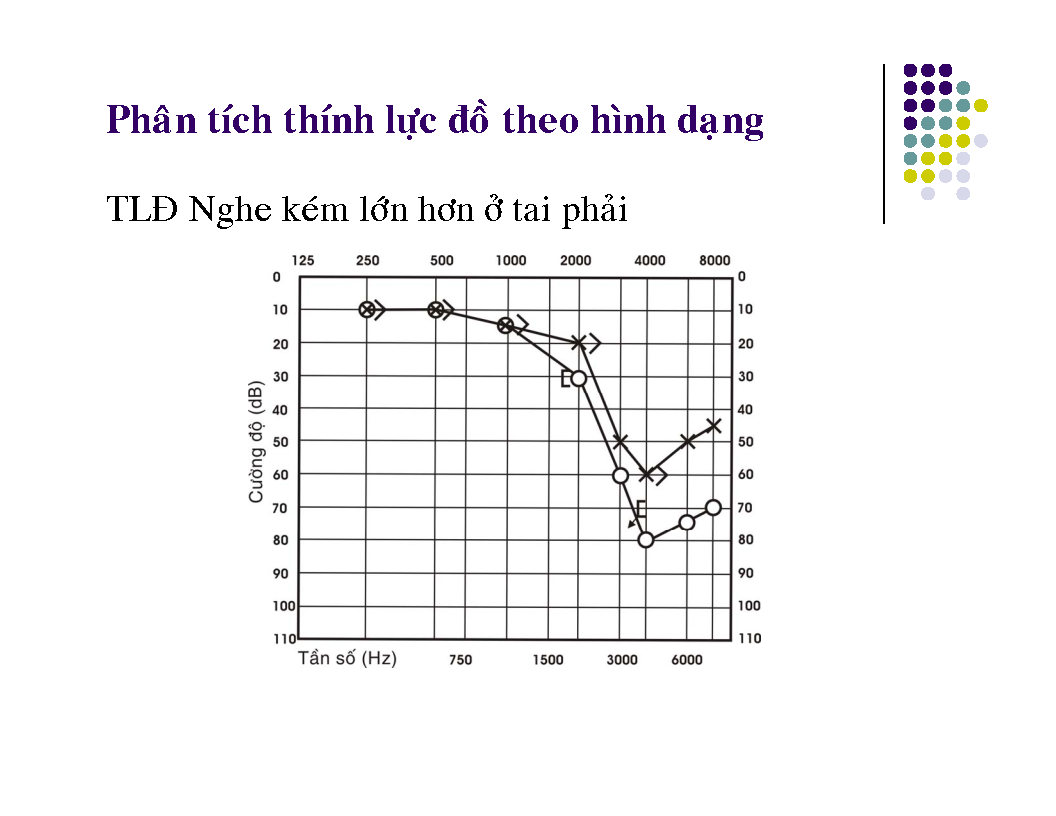 Phân tích thính lực đồ theo hình dạng
TLĐ Nghe kém lớn hơn ở tai phải
125 250 500 1000 2000 4000 8000
0 0
10 10
20 20
30 30
40 40
50 50
60 60
70 70
80 80
90 90
100 100
110 110
Cường độ (dB)
Tần số (Hz) 750 1500 3000 6000